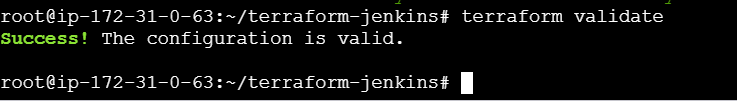 root@ip-172-31-0-63:~/terraform-jenkins# terraform validate
Success! The configuration is valid.
root@ip-172-31-0-63:~/terraform-jenkins#